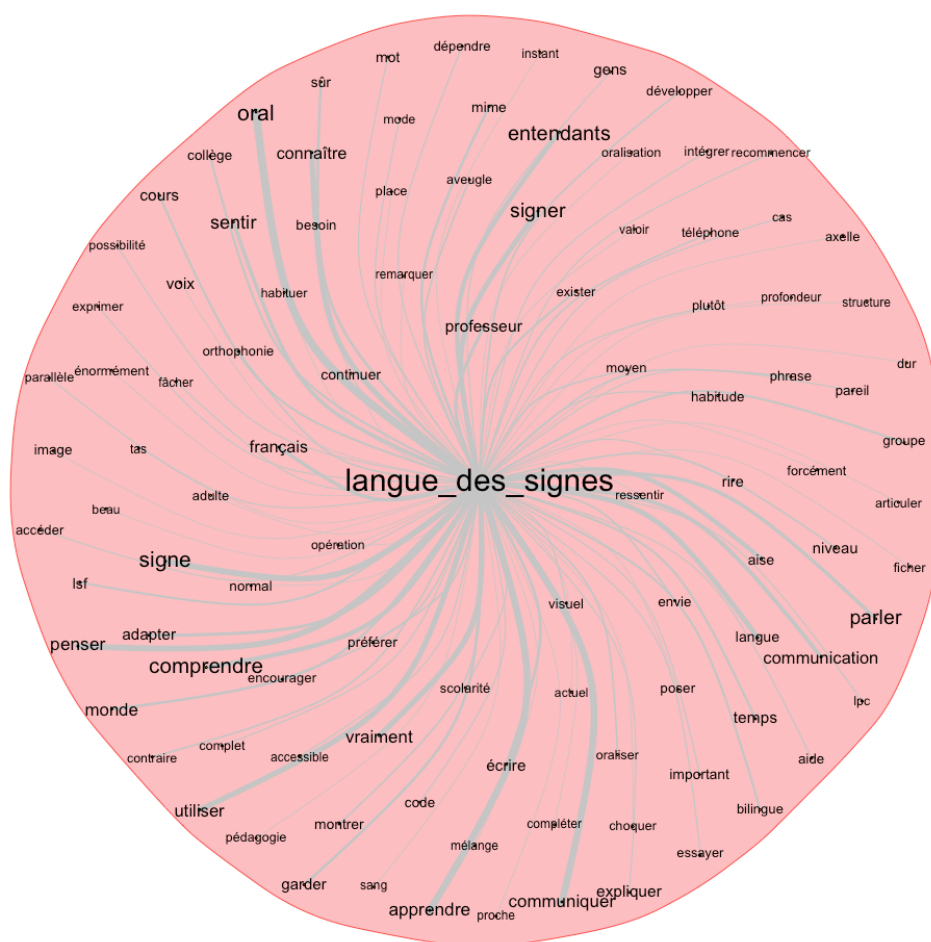 dépendre
instant
mot
gens
sûr
développer
oral
mode
mime
entendants
collège
connaître
oralisation
intégrer
recommencer
cours
place
aveugle
sentir
besoin
signer
valoir
téléphone
cas
axelle
possibilité
voix
habituer
remarquer
exister
exprimer
plutôt
profondeur
structure
professeur
orthophonie
parallèle
énormément
fâcher
continuer
moyen
phrase
pareil
dur
habitude
image
tas
français
groupe
langue_des_signes
rire
forcément
adulte
ressentir
beau
articuler
accéder
opération
signe
aise
niveau
ficher
lsf
normal
visuel
envie
parler
penser
adapter
préférer
langue
communication
comprendre
encourager
monde
scolarité
actuel
poser
lpc
vraiment
temps
contraire
complet
accessible
écrire
oraliser
aide
important
utiliser
code
bilingue
pédagogie
montrer
compléter
choquer
mélange
essayer
garder
sang
expliquer
apprendre
proche
communiquer